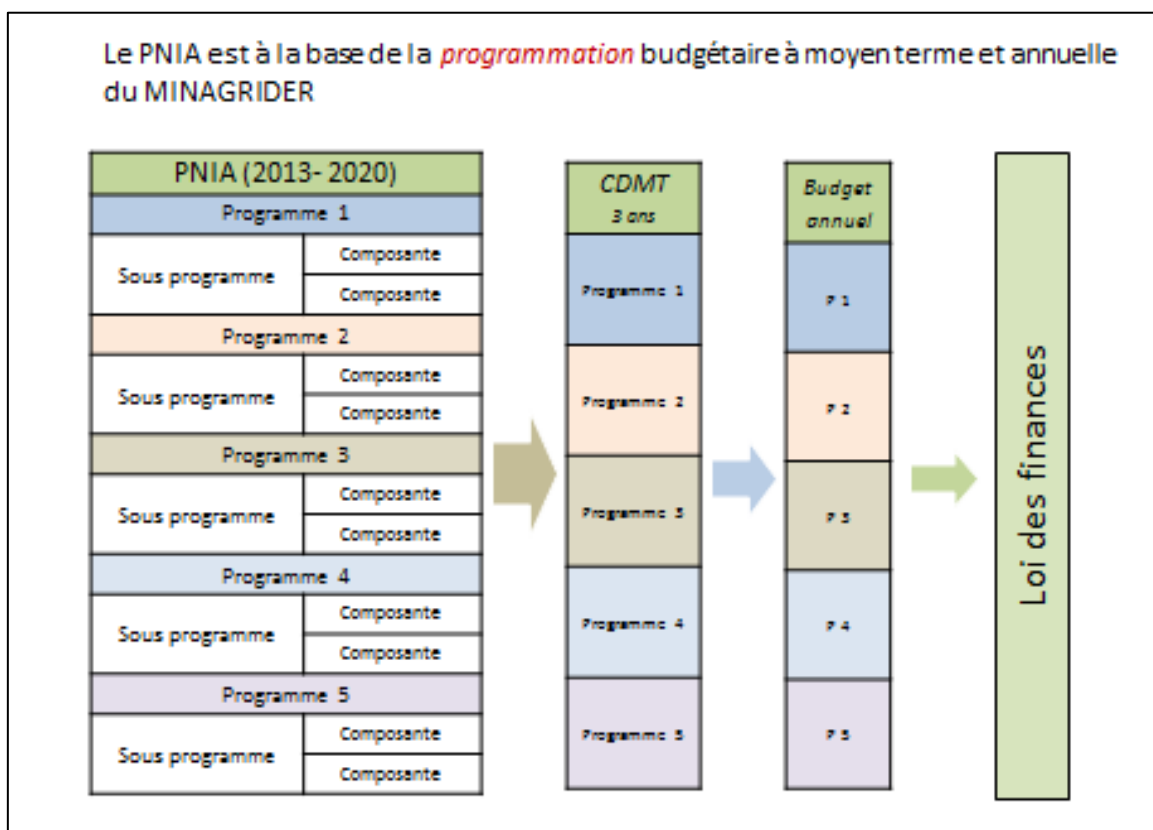 Le PNIA est à la base de la programmation budgétaire à moyen terme et annuelle
du MINAGRIDER
PNIA (2013- 2020)
Programme 1
Sous programme
Composante
Composante
Programme 2
Sous programme
Composante
Composante
Programme 3
Sous programme
Composante
Composante
Programme 4
Sous programme
Composante
Composante
Programme 5
Sous programme
Composante
Composante
CDMT
3 ans
Programme 1
Programme 2
Programme 3
Programme 4
Programme 5
Budget
annuel
P 1
P 2
P 3
P 4
P 5
Loi des finances